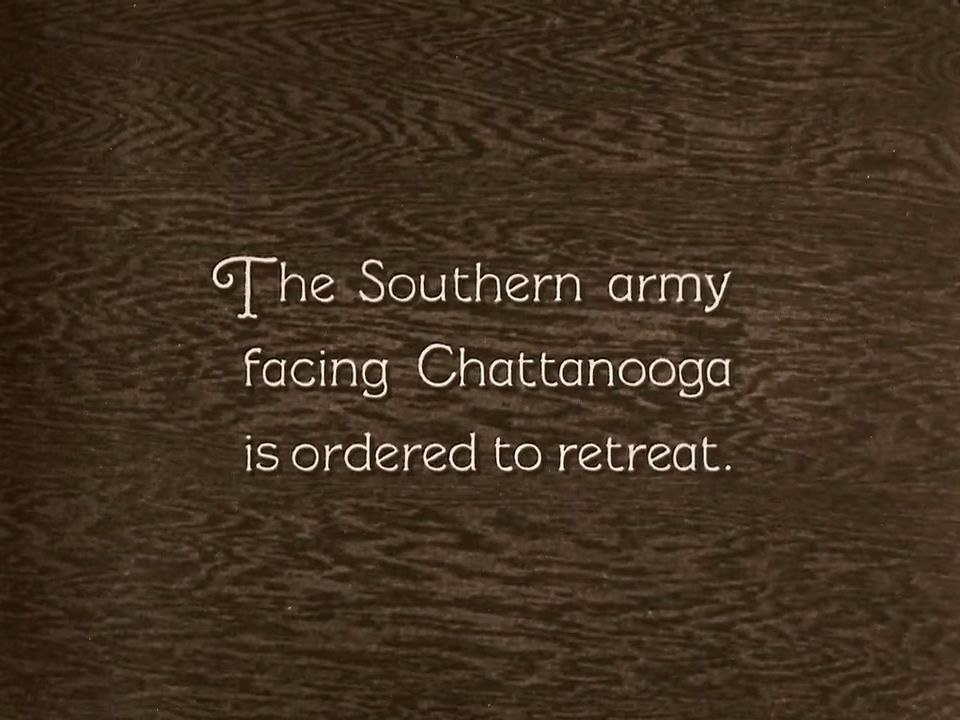 The Southern army
facing Chattanooga
is ordered to retreat.